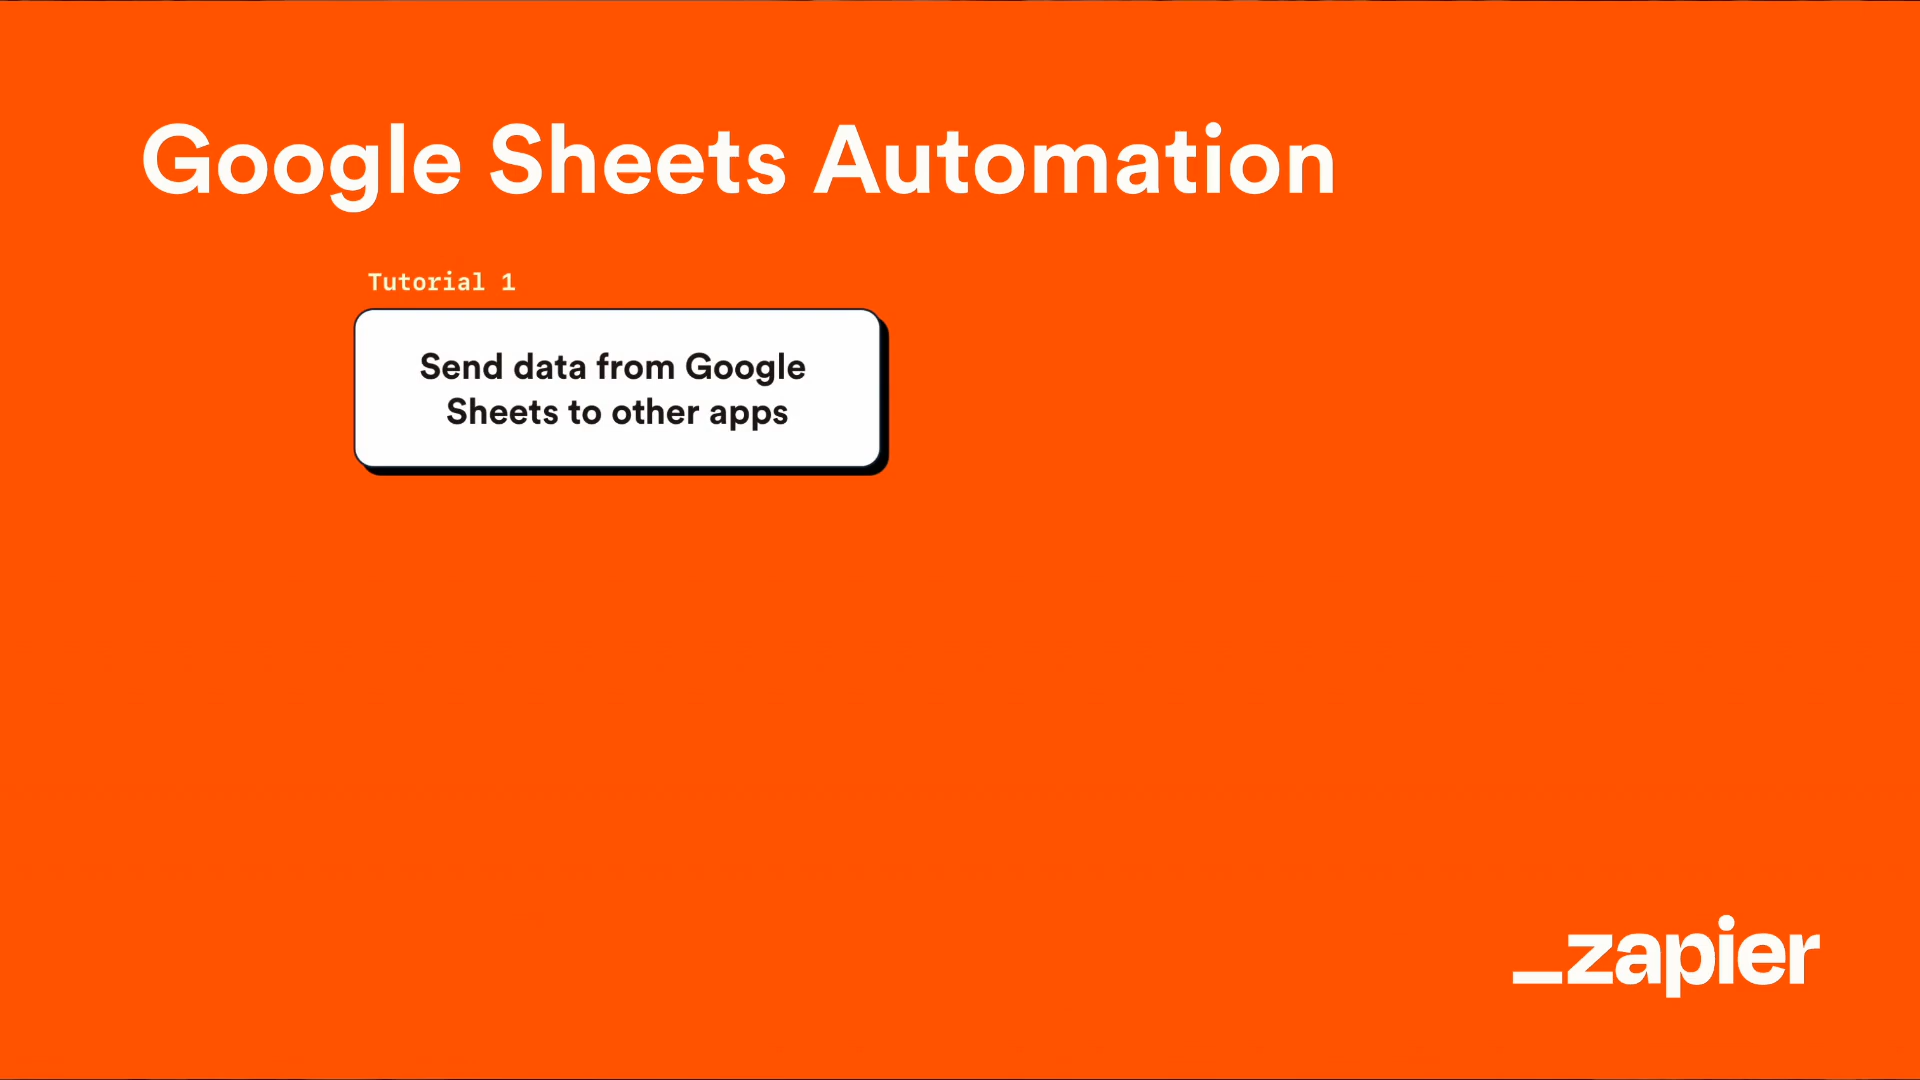 Google Sheets Automation
Tutorial 1
Send data from Google
Sheets to other apps
_zapier